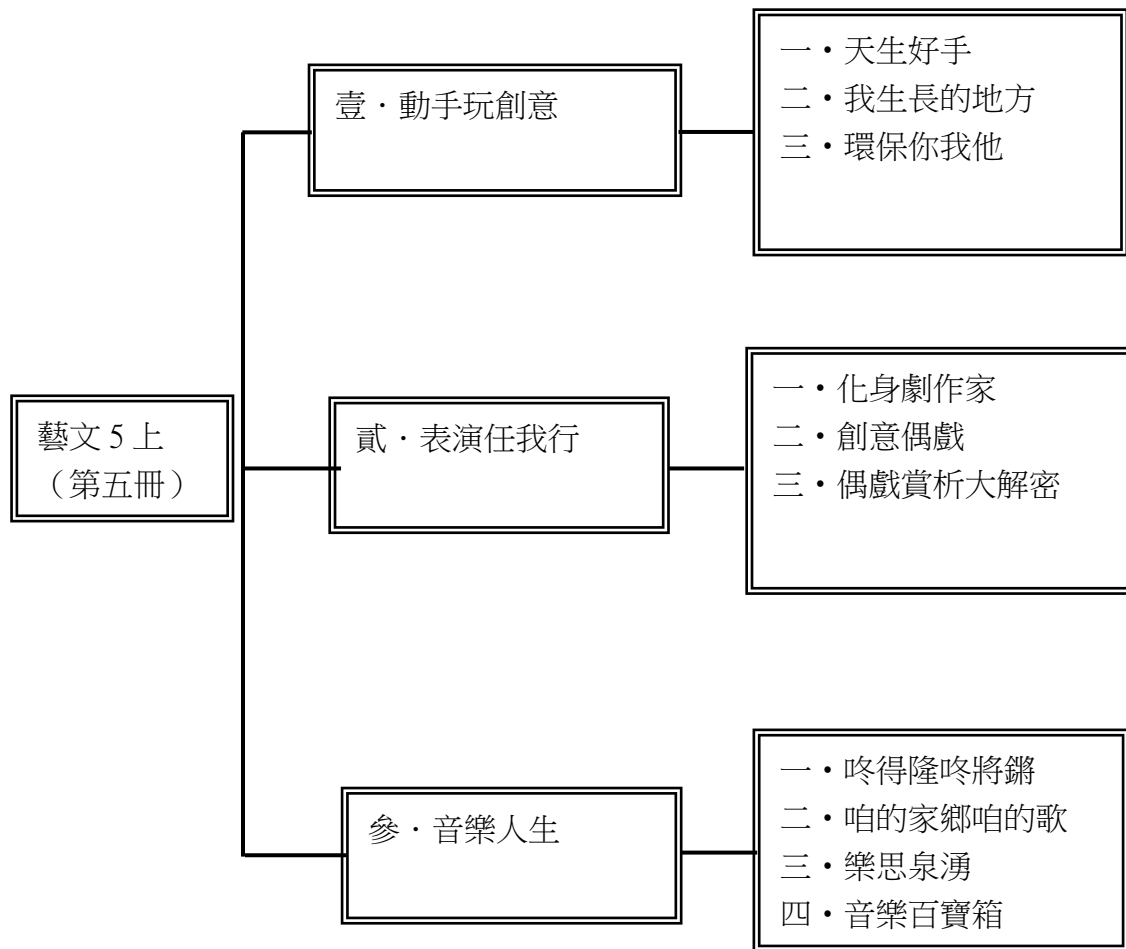 藝文 5 上
（第五冊）
壹．動手玩創意
一・天生好手
二・我生長的地方
三・環保你我他
貳．表演任我行
一・化身劇作家
二・創意偶戲
三・偶戲賞析大解密
參．音樂人生
一・咚得隆咚將鏘
二・咱的家鄉咱的歌
三・樂思泉湧
四・音樂百寶箱